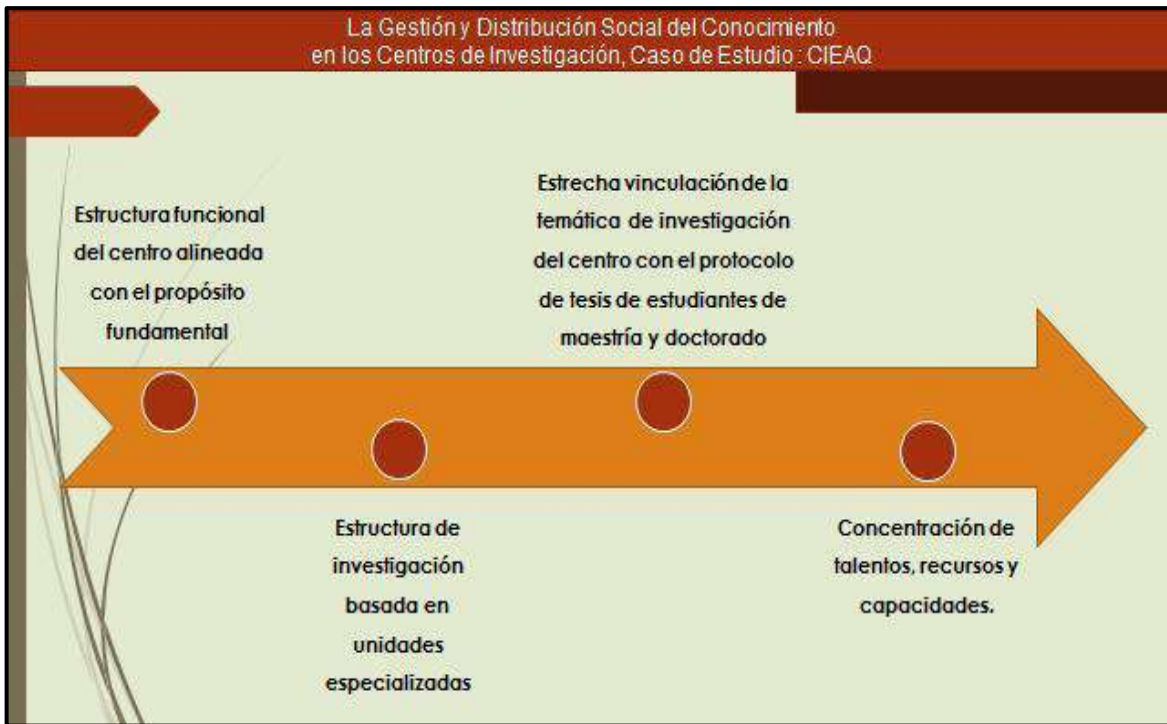 La Gestión y Distribución Social del Conocimiento
en los Centros de Investigación, Caso de Estudio : CIEAQ
Estructura funcional
del centro alineada
con el propósito
fundamental
Estrecha vinculación de la
temática de investigación
del centro con el protocolo
de tesis de estudiantes de
maestría y doctorado
Estructura de
investigación
basada en
unidades
especializadas
Concentración de
talentos, recursos y
capacidades.